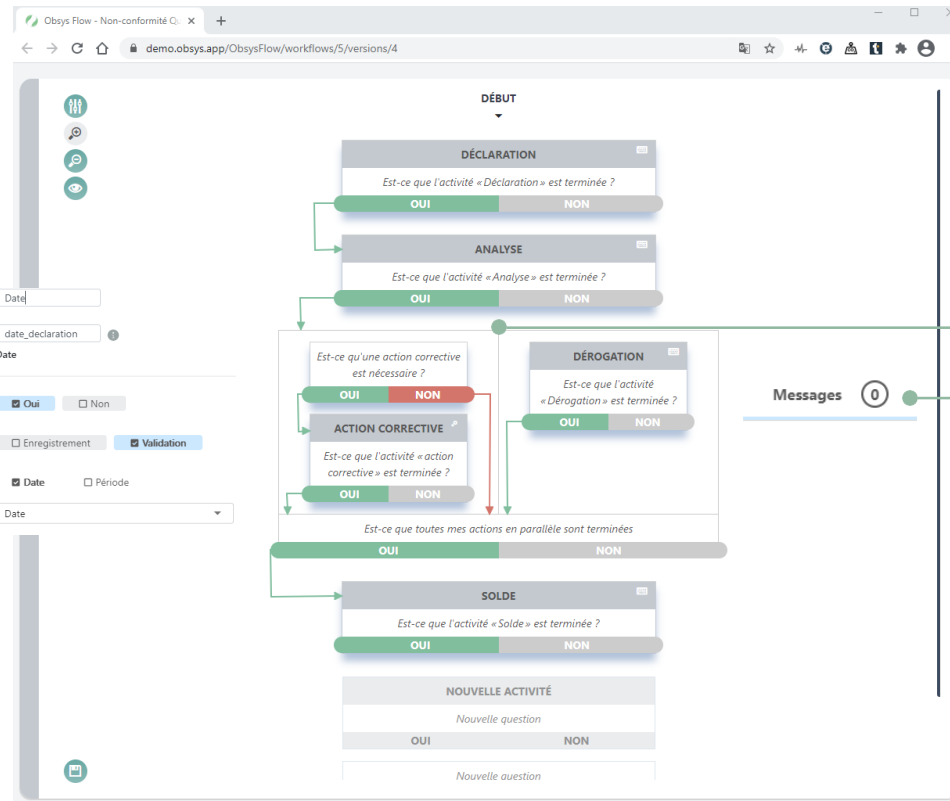 Obsys Flow - Non-conformité Qu
demo.obsys.app/ObsysFlow/workflows/5/versions/4
DÉBUT
DÉCLARATION
Est-ce que l'activité «Déclaration» est terminée ?
OUI NON
ANALYSE
Est-ce que l'activité «Analyse» est terminée ?
OUI NON
Date
date_declaration
Date
Oui Non
Enregistrement Validation
Date Période
Date
Est-ce qu'une action corrective
est nécessaire ?
OUI NON
ACTION CORRECTIVE
Est-ce que l'activité «action
corrective» est terminée ?
OUI NON
DÉROGATION
Est-ce que l'activité
«Dérogation» est terminée ?
OUI NON
Messages 0
Est-ce que toutes mes actions en parallèle sont terminées
OUI NON
SOLDE
Est-ce que l'activité «Solde» est terminée ?
OUI NON
NOUVELLE ACTIVITÉ
Nouvelle question
OUI NON
Nouvelle question